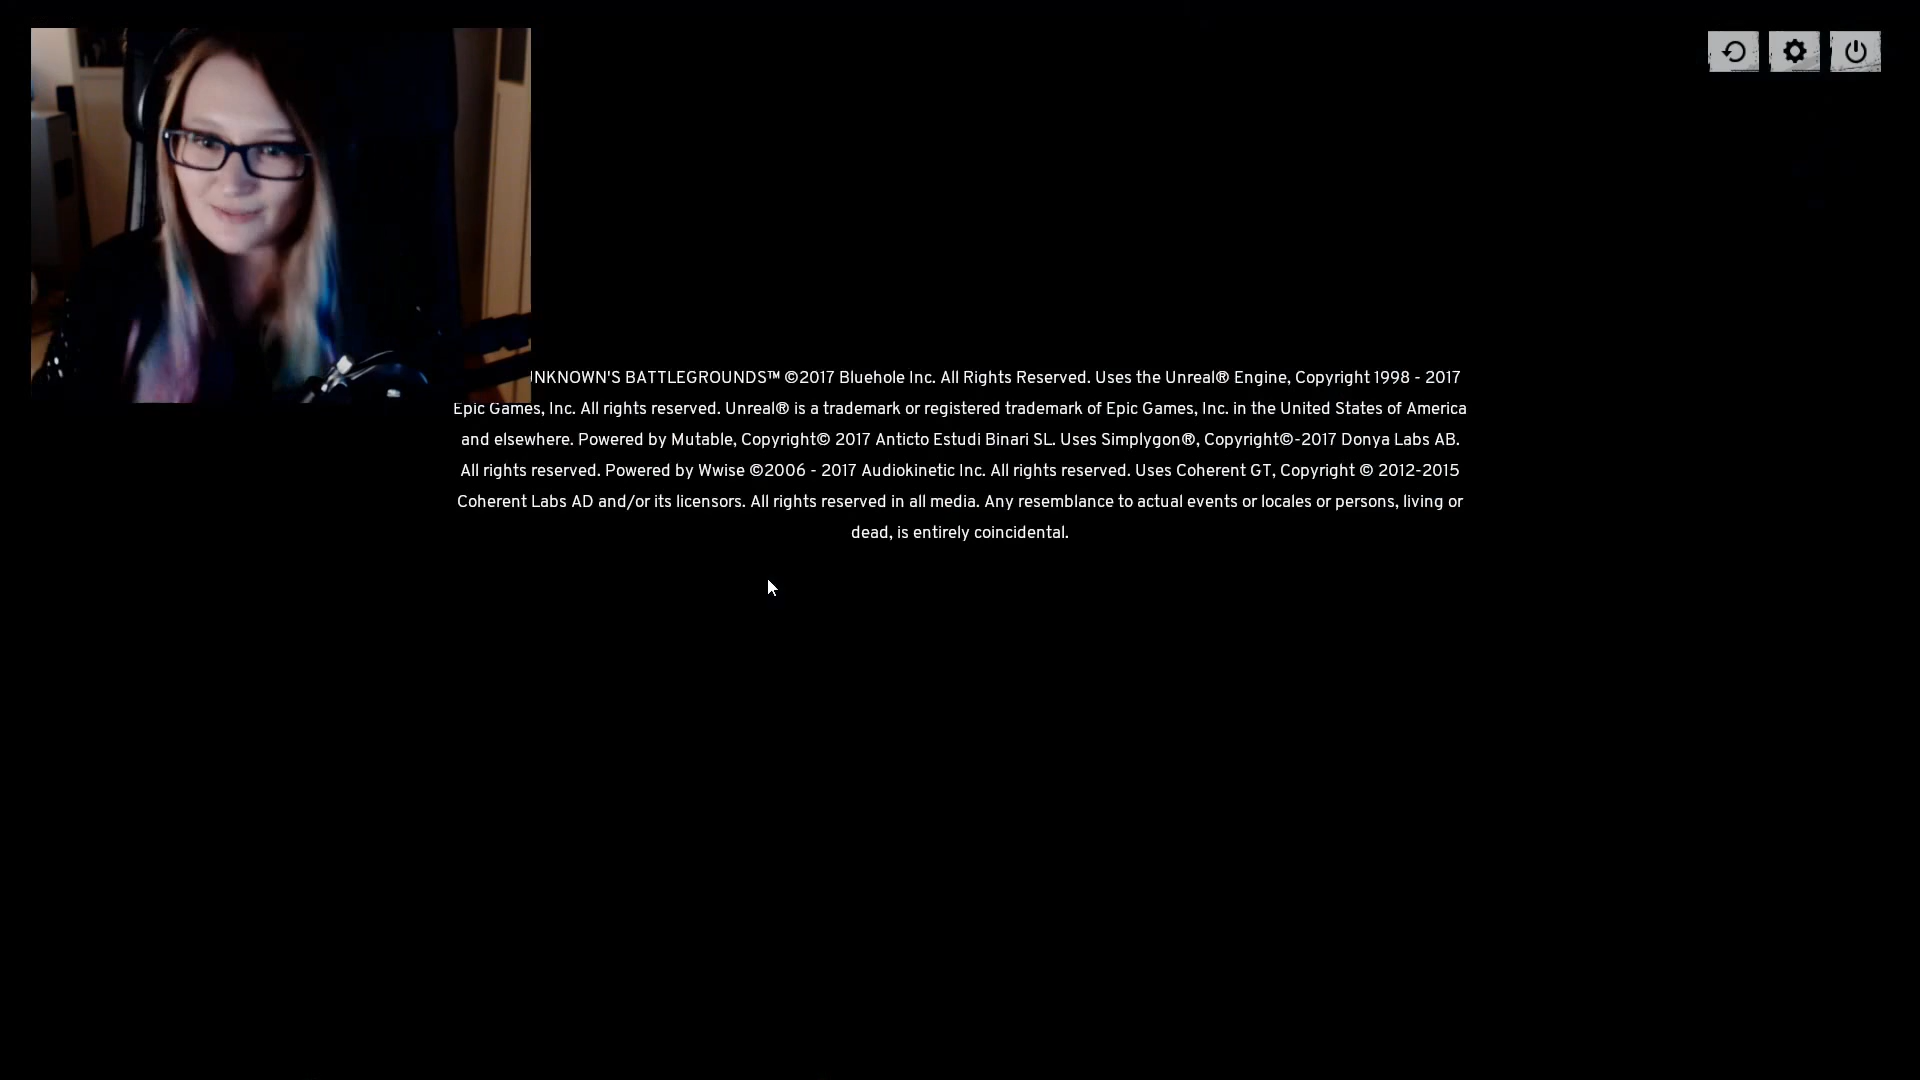 BATTLEGROUNDS™ ©2017 Bluehole Inc. All Rights Reserved. Uses the Unreal® Engine, Copyright 1998 - 2017
Epic Games, Inc. All rights reserved. Unreal® is a trademark or registered trademark of Epic Games, Inc. in the United States of America
and elsewhere. Powered by Mutable, Copyright© 2017 Anticto Estudi Binari SL. Uses Simplygon®, Copyright©-2017 Donya Labs AB.
All rights reserved. Powered by Wwise ©2006 - 2017 Audiokinetic Inc. All rights reserved. Uses Coherent GT, Copyright © 2012-2015
Coherent Labs AD and/or its licensors. All rights reserved in all media. Any resemblance to actual events or locales or persons, living or
dead, is entirely coincidental.